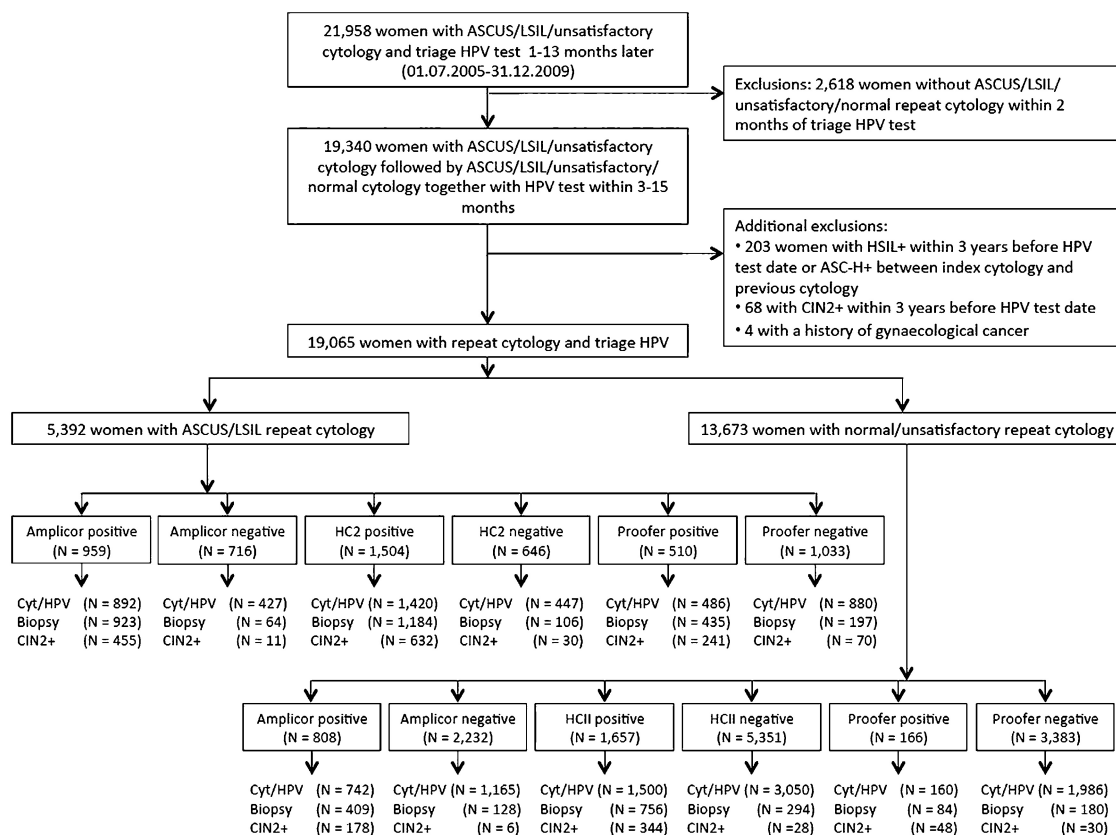 21,958 women with ASCUS/LSIL/unsatisfactory
cytology and triage HPV test 1-13 months later
(01.07.2005-31.12.2009)
Exclusions: 2,618 women without ASCUS/LSIL/
unsatisfactory/normal repeat cytology within 2
months of triage HPV test
19,340 women with ASCUS/LSIL/unsatisfactory
cytology followed by ASCUS/LSIL/unsatisfactory/
normal cytology together with HPV test within 3-15
months
Additional exclusions:
• 203 women with HSIL+ within 3 years before HPV
test date or ASC-H+ between index cytology and
previous cytology
• 68 with CIN2+ within 3 years before HPV test date
• 4 with a history of gynaecological cancer
19,065 women with repeat cytology and triage HPV
5,392 women with ASCUS/LSIL repeat cytology
13,673 women with normal/unsatisfactory repeat cytology
Amplicor positive
(N = 959)
Amplicor negative
(N = 716)
HC2 positive
(N = 1,504)
HC2 negative
(N = 646)
Proofer positive
(N = 510)
Proofer negative
(N = 1,033)
Cyt/HPV (N = 892)
Biopsy (N = 923)
CIN2+ (N = 455)
Cyt/HPV (N = 427)
Biopsy (N = 64)
CIN2+ (N = 11)
Cyt/HPV (N = 1,420)
Biopsy (N = 1,184)
CIN2+ (N = 632)
Cyt/HPV (N = 447)
Biopsy (N = 106)
CIN2+ (N = 30)
Cyt/HPV (N = 486)
Biopsy (N = 435)
CIN2+ (N = 241)
Cyt/HPV (N = 880)
Biopsy (N = 197)
CIN2+ (N = 70)
Amplicor positive
(N = 808)
Amplicor negative
(N = 2,232)
HCII positive
(N = 1,657)
HCII negative
(N = 5,351)
Proofer positive
(N = 166)
Proofer negative
(N = 3,383)
Cyt/HPV (N = 742)
Biopsy (N = 409)
CIN2+ (N = 178)
Cyt/HPV (N = 1,165)
Biopsy (N = 128)
CIN2+ (N = 6)
Cyt/HPV (N = 1,500)
Biopsy (N = 756)
CIN2+ (N = 344)
Cyt/HPV (N = 3,050)
Biopsy (N = 294)
CIN2+ (N =28)
Cyt/HPV (N = 160)
Biopsy (N = 84)
CIN2+ (N =48)
Cyt/HPV (N = 1,986)
Biopsy (N = 180)
CIN2+ (N = 30)